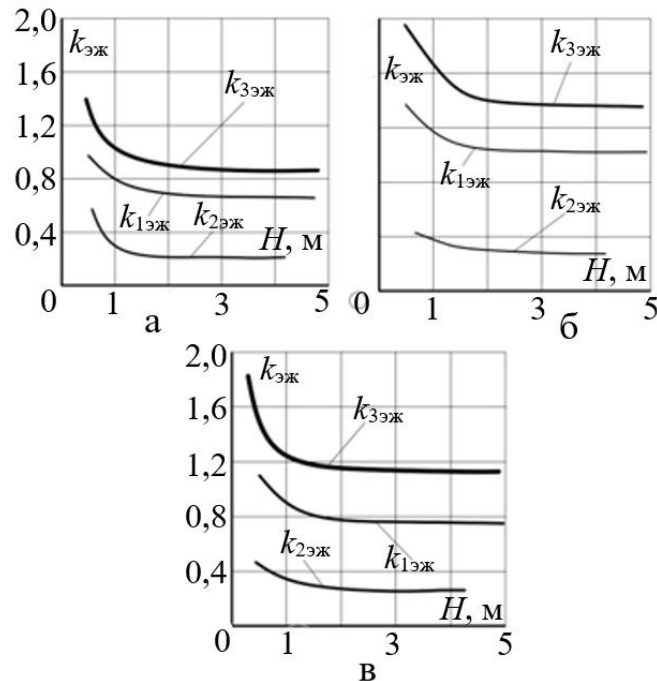 2,0
kэж
1,6
k3эж
1,2
0,8
k1эж k2эж
0,4
H, м
0 1 3 5
а
kэж
k3эж
k1эж
k2эж
H, м
0 1 3 5
б
2,0
kэж
1,6
k3эж
1,2
0,8
k2эж k1эж
0,4
H, м
0 1 3 5
в